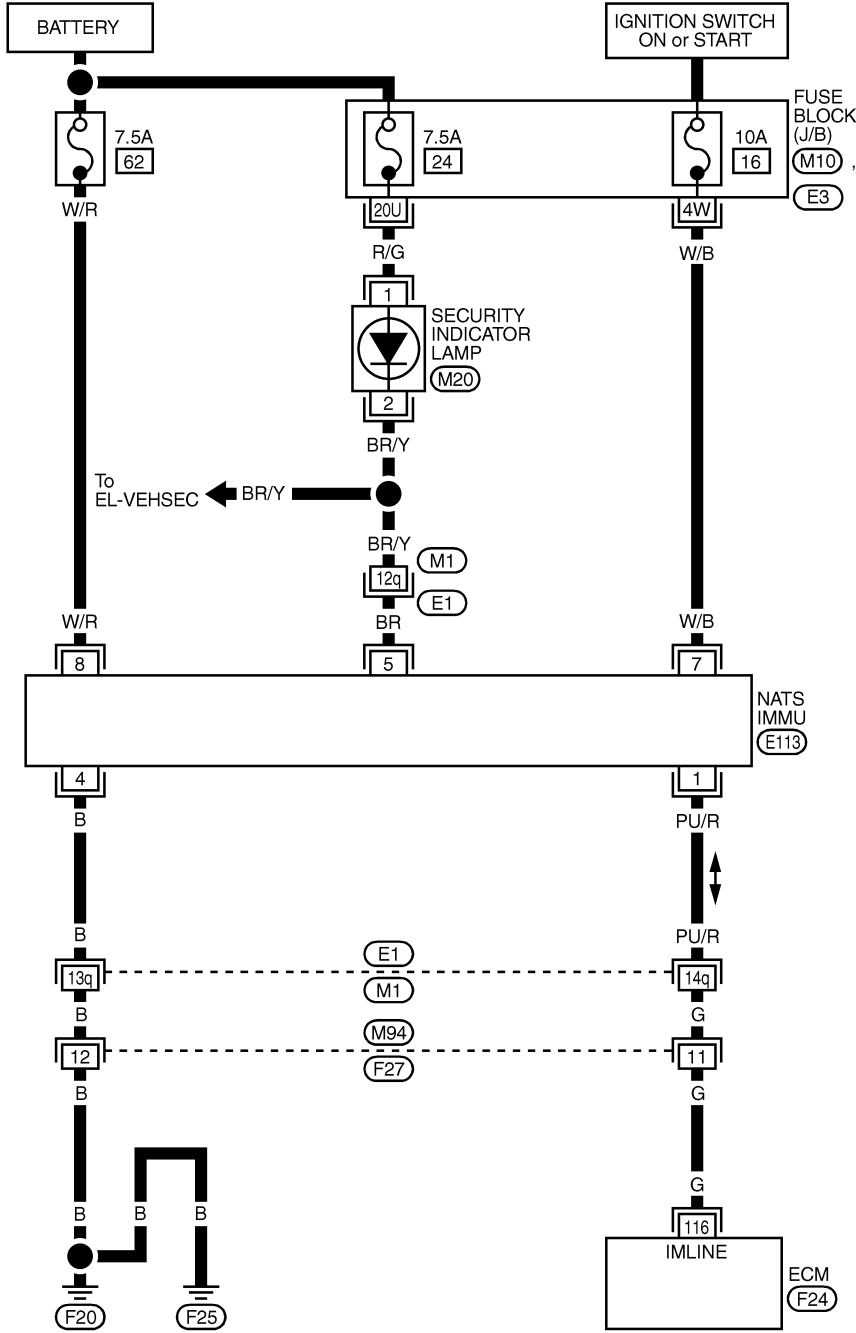 BATTERY
IGNITION SWITCH
ON or START
7.5A
62
7.5A
24
10A
16
FUSE
BLOCK
(J/B)
M10 ,
E3
W/R
20U
4W
R/G
W/B
1
SECURITY
INDICATOR
LAMP
M20
2
BR/Y
To
EL-VEHSEC
BR/Y
BR/Y
M1
12q
E1
W/R
BR
W/B
8
5
7
NATS
IMMU
E113
4
1
B
PU/R
B
PU/R
E1
13q
14q
M1
B
G
M94
12
11
F27
B
G
B
B
B
G
116
IMLINE
ECM
F24
F20
F25